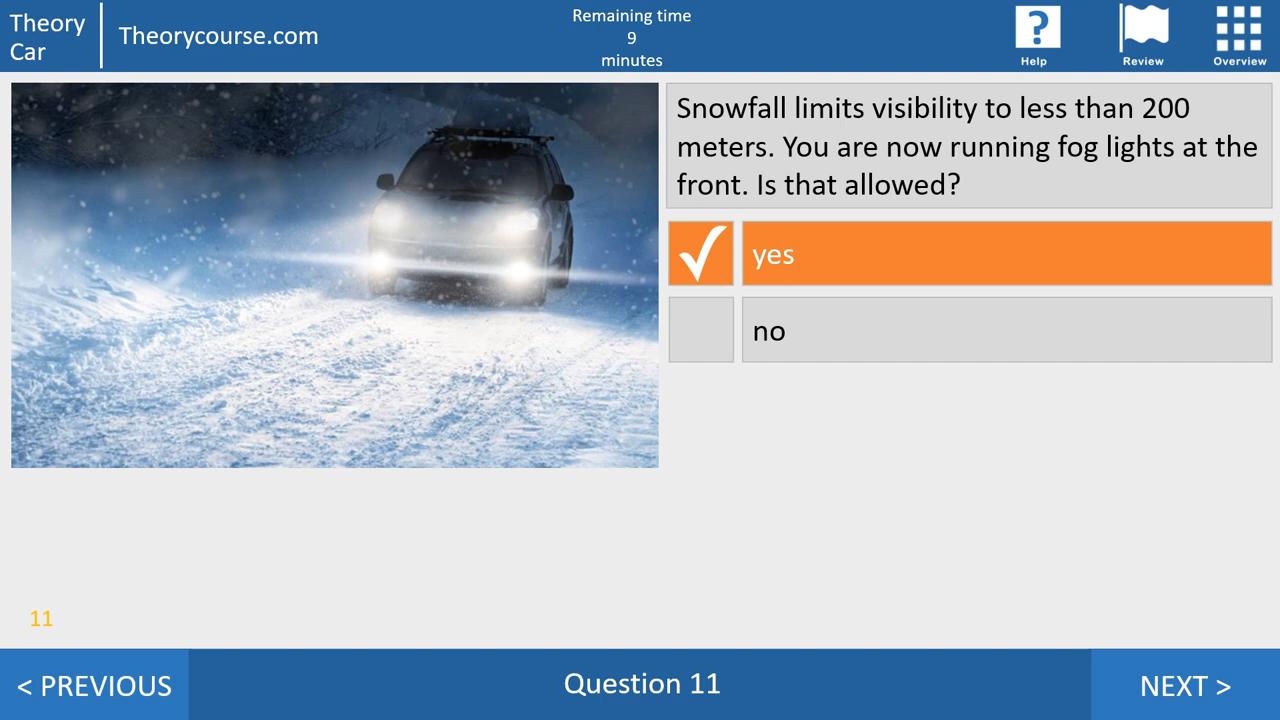 Theory
Car
Theorycourse.com
Remaining time
9
minutes
?
Help
Review
Overview
Snowfall limits visibility to less than 200
meters. You are now running fog lights at the
front. Is that allowed?
yes
no
11
< PREVIOUS
Question 11
NEXT >